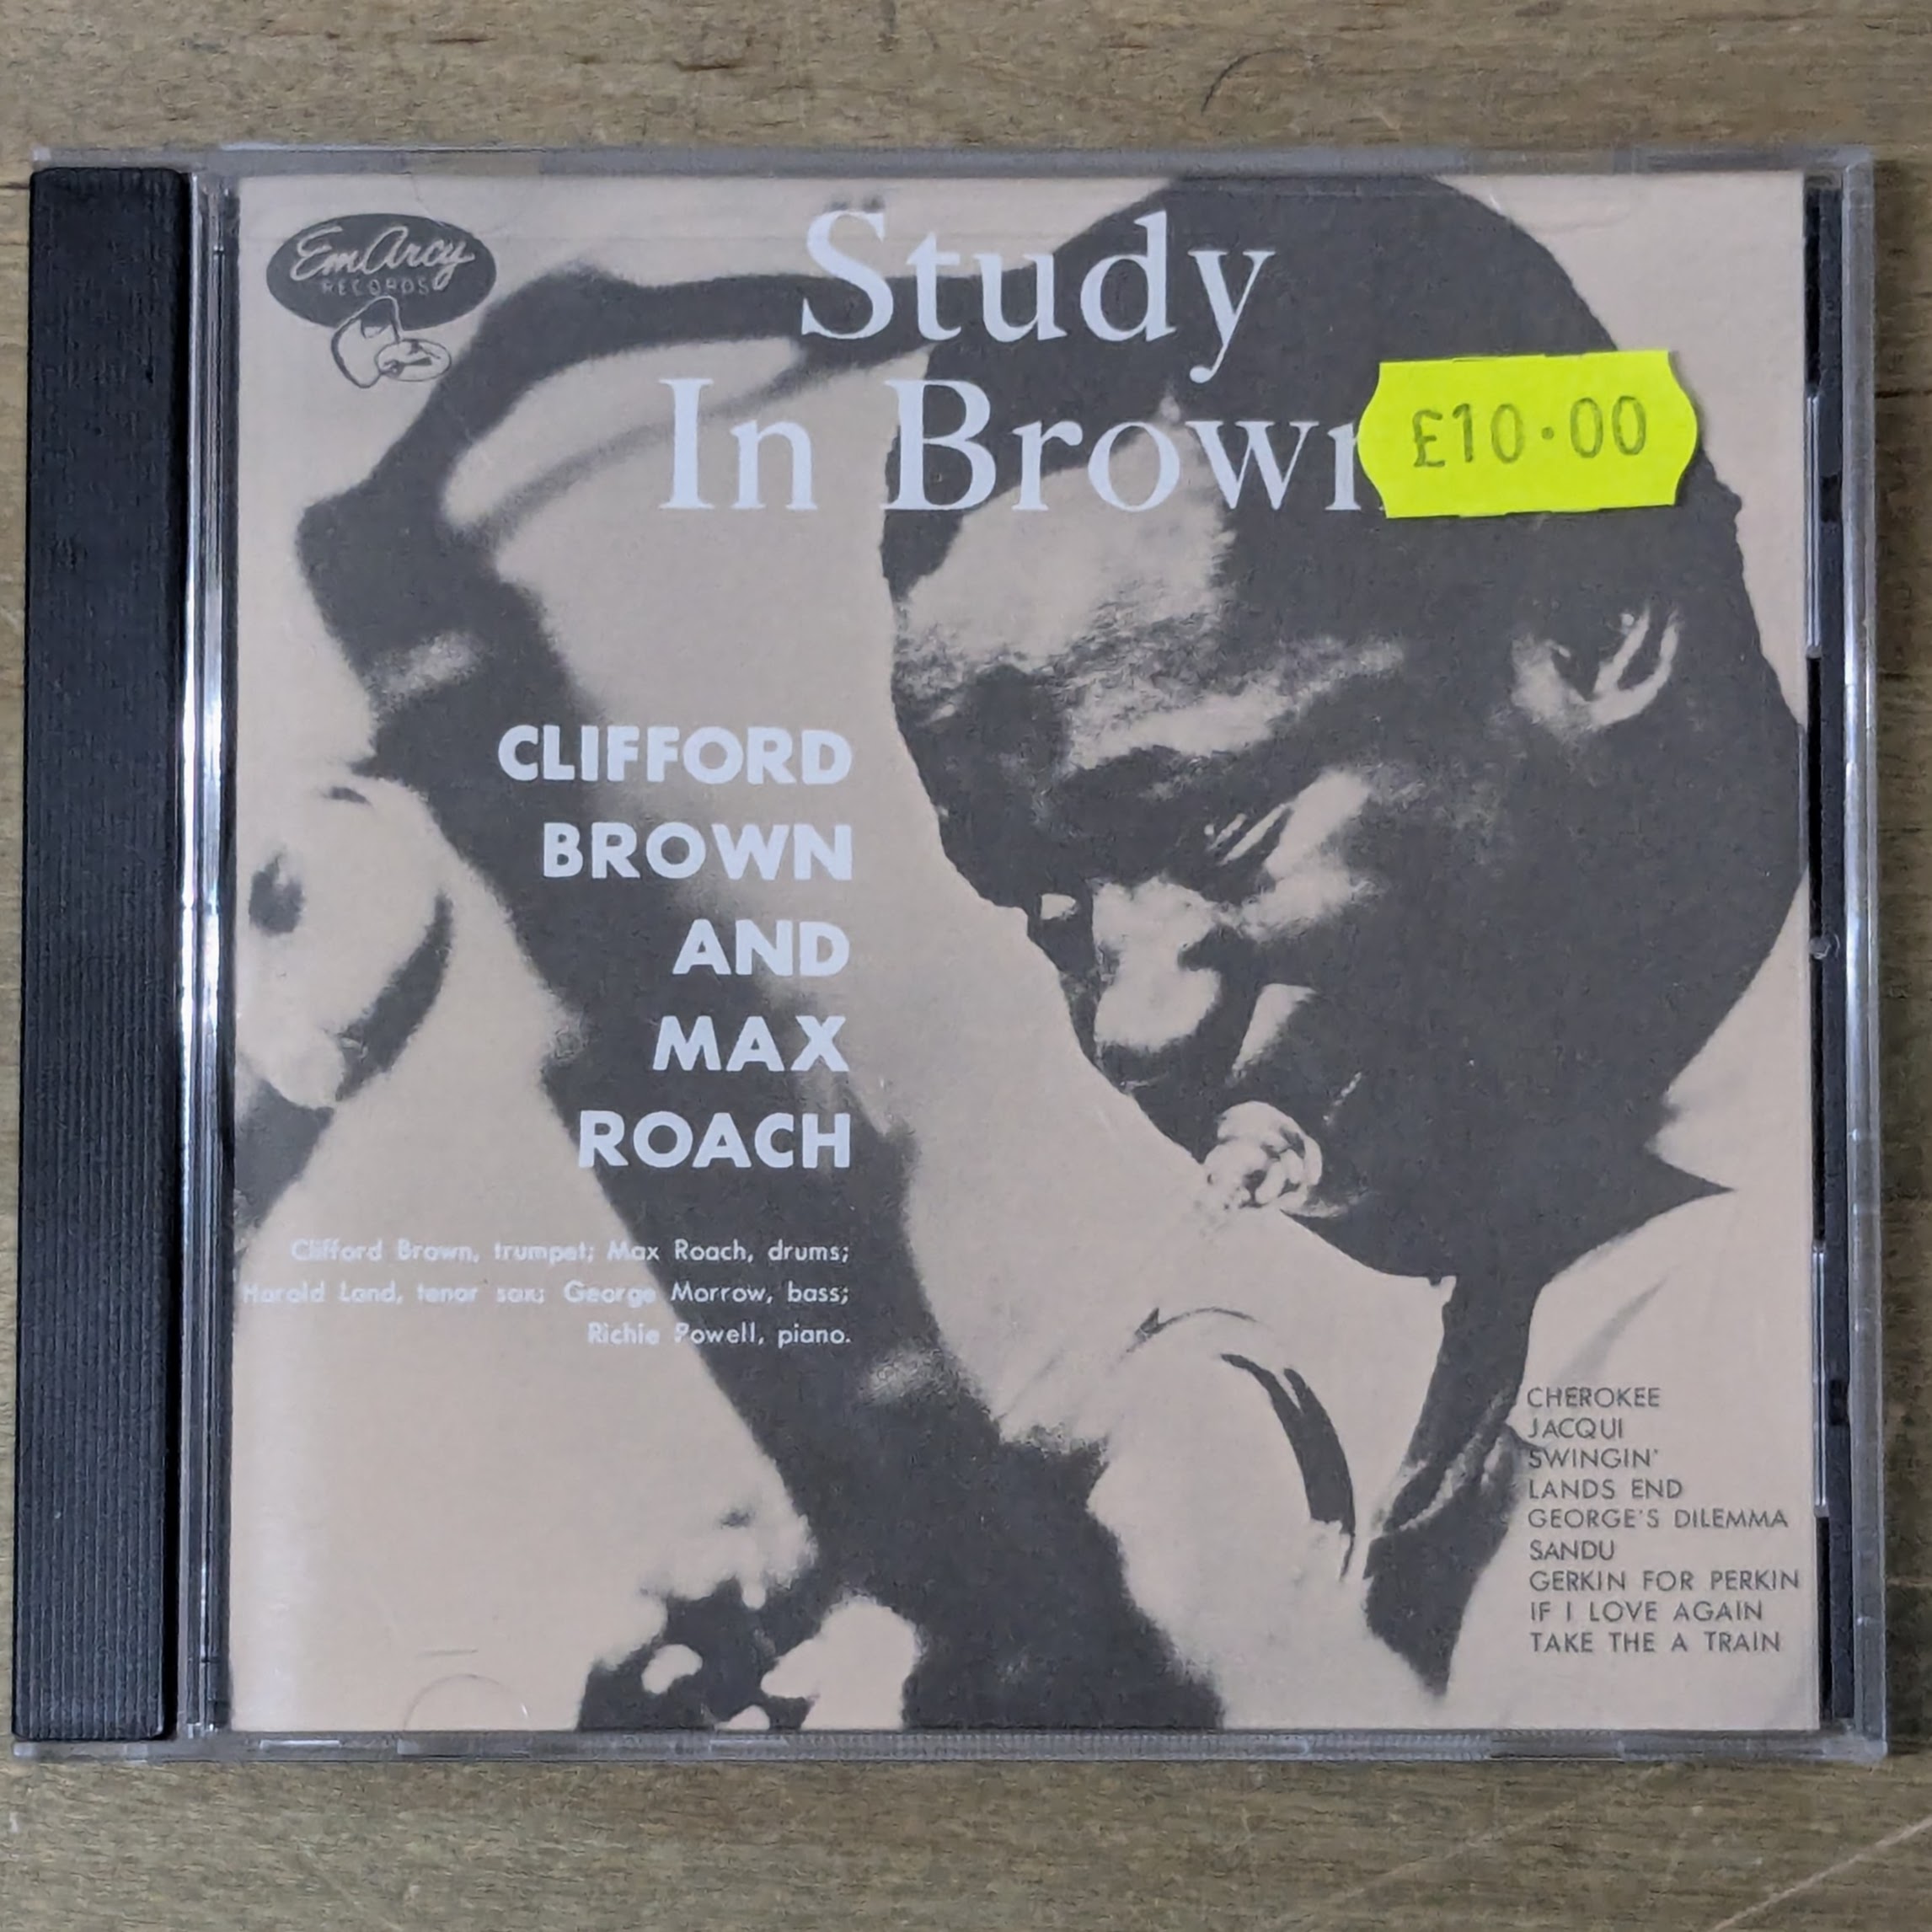 EmArcy
RECORDS
Study
In Brown
£10·00
CLIFFORD
BROWN
AND
MAX
ROACH
Clifford Brown, trumpet; Max Roach, drums;
Harold Land, tenor sax; George Morrow, bass;
Richie Powell, piano.
CHEROKEE
JACQUI
SWINGIN'
LANDS END
GEORGE'S DILEMMA
SANDU
GERKIN FOR PERKIN
IF I LOVE AGAIN
TAKE THE A TRAIN